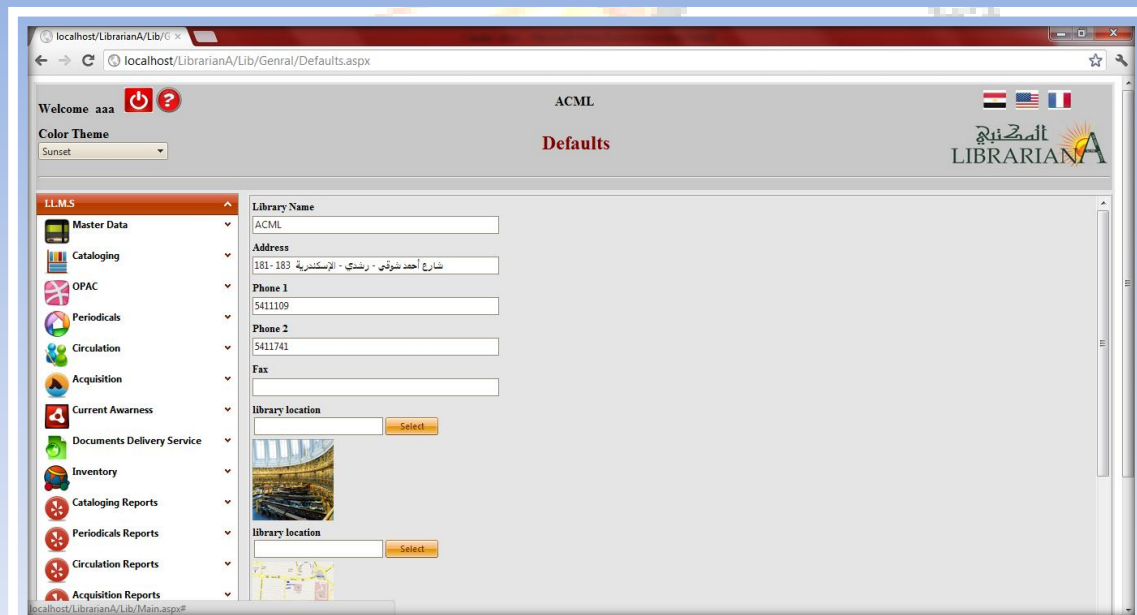 localhost/LibrarianA/Lib/G
localhost/LibrarianA/Lib/Genral/Defaults.aspx
Welcome aaa
ACML
Color Theme
Sunset
Defaults
المكتبي
LIBRARIANA
I.L.M.S
Master Data
Cataloging
OPAC
Periodicals
Circulation
Acquisition
Current Awarness
Documents Delivery Service
Inventory
Cataloging Reports
Periodicals Reports
Circulation Reports
Acquisition Reports
Library Name
ACML
Address
181- 183 شارع أحمد شوقي - رشدي - الإسكندرية
Phone 1
5411109
Phone 2
5411741
Fax
library location
Select
library location
Select
localhost/LibrarianA/Lib/Main.aspx#